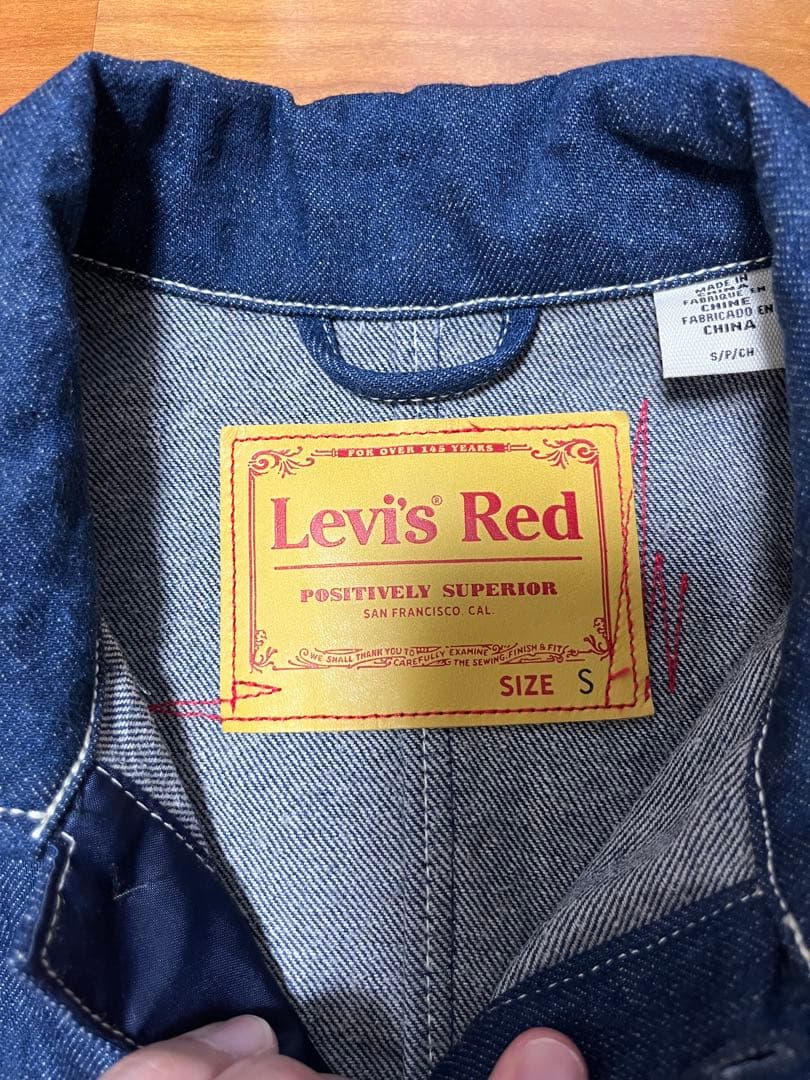 MADE IN
CHINA
FABRIQUE EN
CHINE
FABRICADO EN
CHINA
S/P/CH
FOR OVER 145 YEARS
Levi's® Red
POSITIVELY SUPERIOR
SAN FRANCISCO. CAL.
WE SHALL THANK YOU TO CAREFULLY EXAMINE THE SEWING, FINISH & FIT
SIZE S